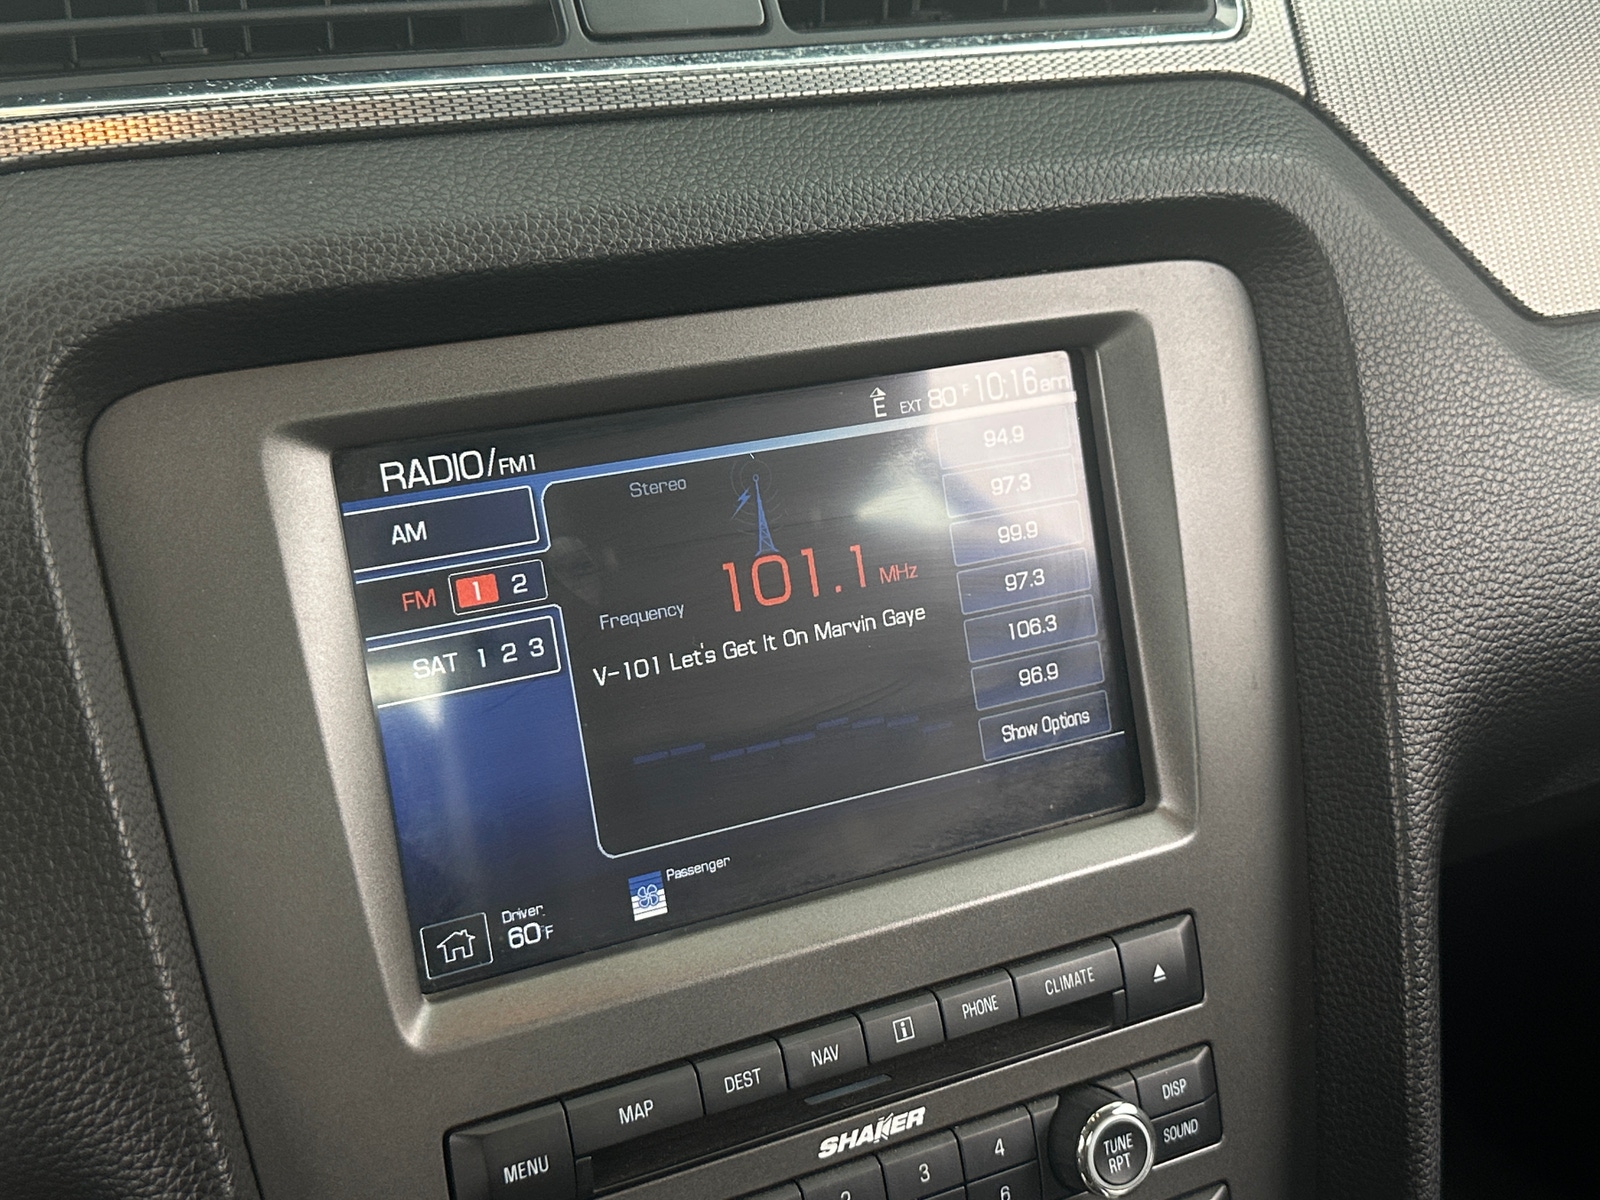 E EXT 80 °F 10:16am
RADIO/FM1
Stereo
AM
FM 1 2
SAT 1 2 3
101.1 MHz
Frequency
V-101 Let's Get It On Marvin Gaye
94.9
97.3
99.9
97.3
106.3
96.9
Show Options
Driver
60°F
Passenger
MENU
MAP
DEST
NAV
i
PHONE
CLIMATE
SHAKER
DISP
SOUND
TUNE
RPT
2
3
4
6